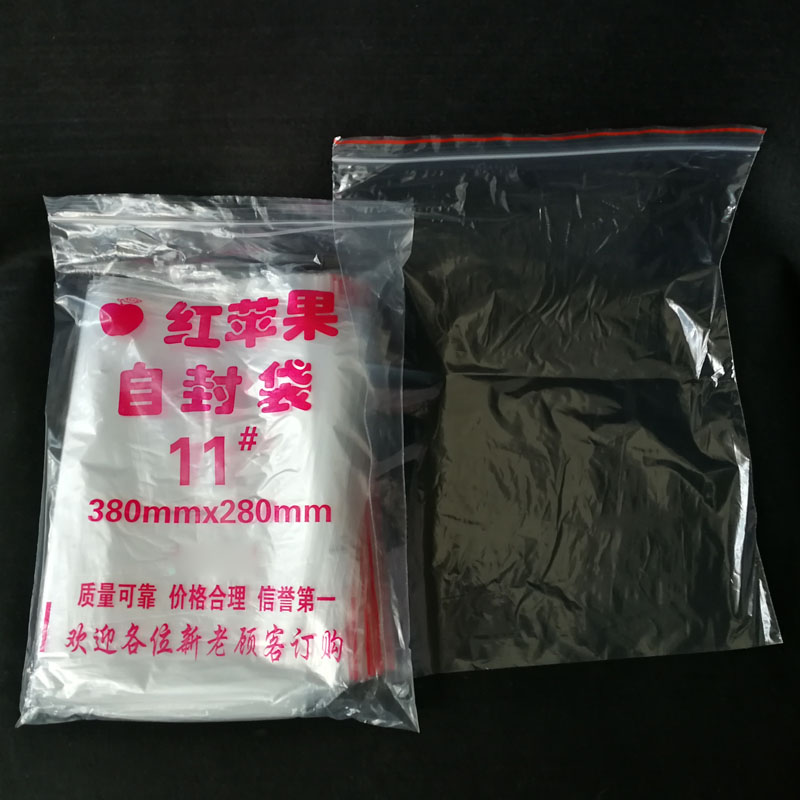 红苹果
自封袋
11#
380mmx280mm
质量可靠 价格合理 信誉第一
欢迎各位新老顾客订购